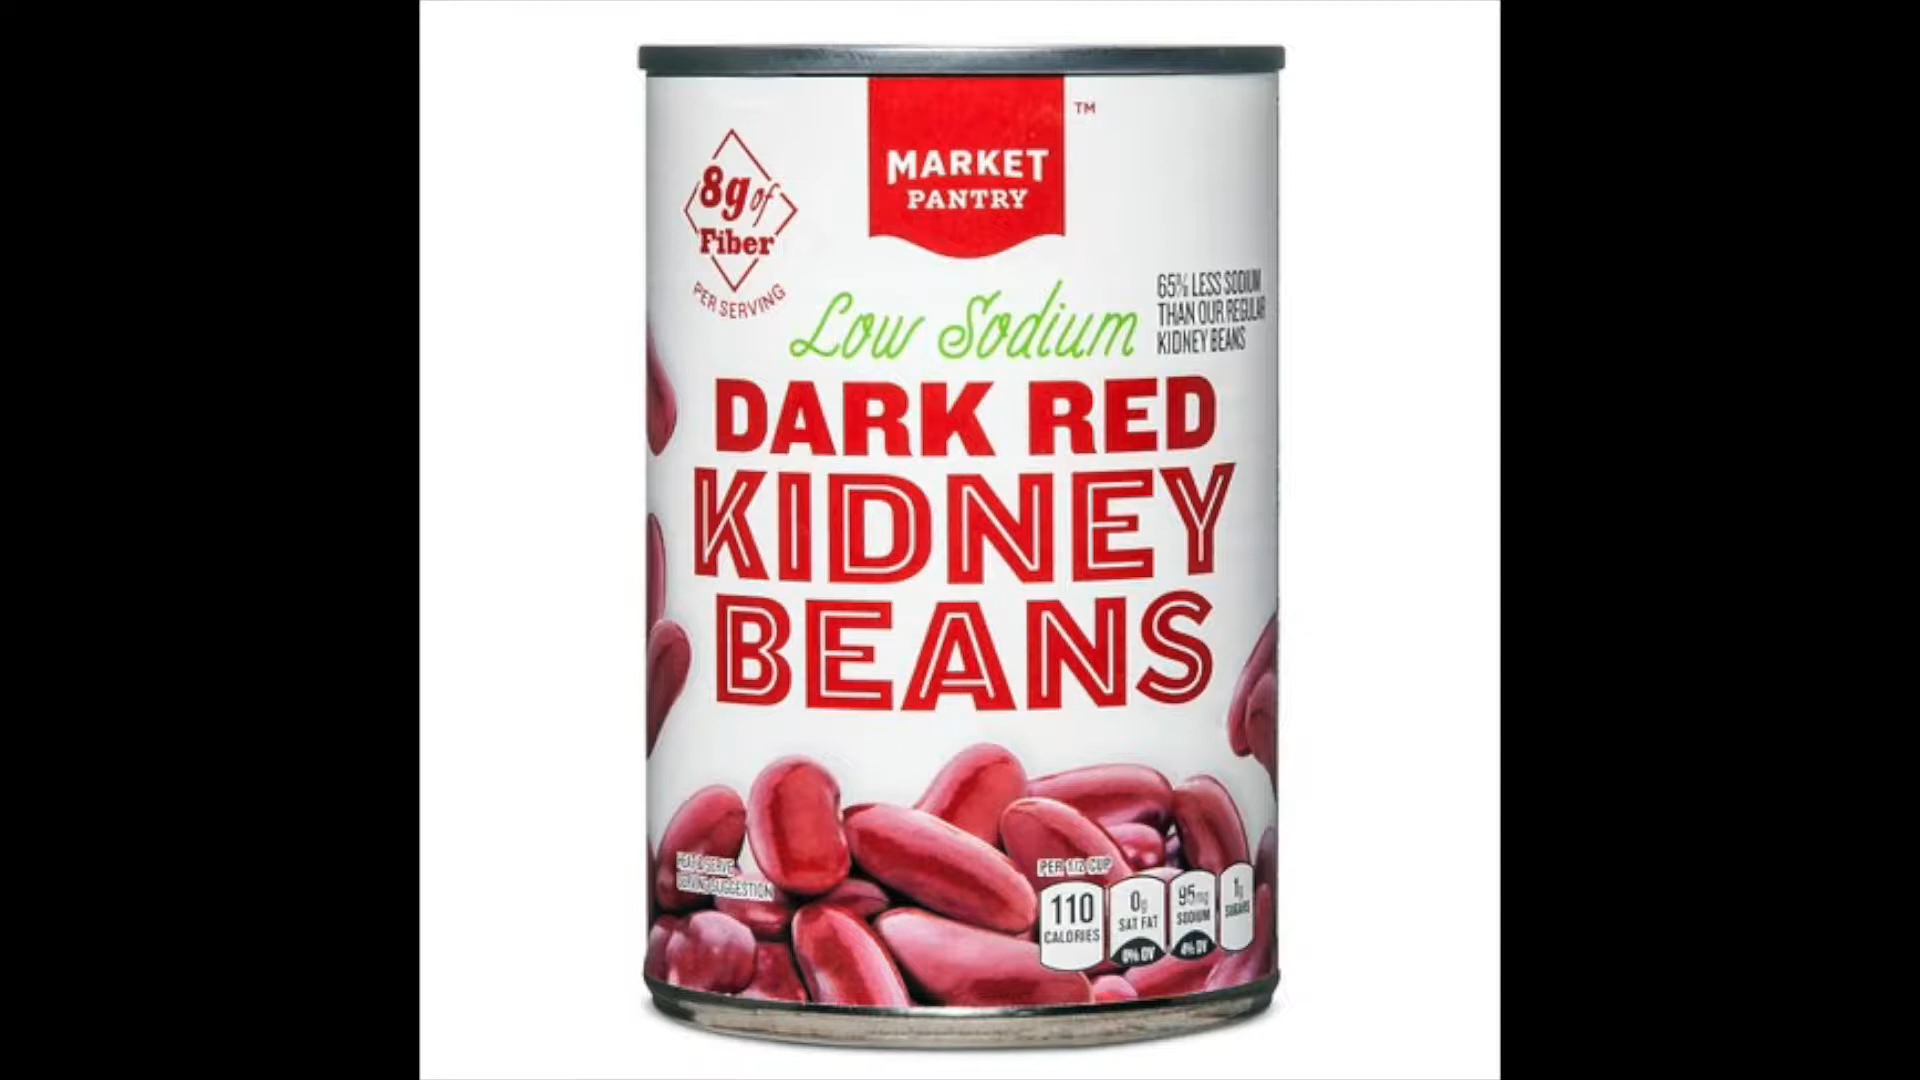 MARKET
PANTRY
TM
8g of
Fiber
PER SERVING
Low Sodium
65% LESS SODIUM
THAN OUR REGULAR
KIDNEY BEANS
DARK RED
KIDNEY
BEANS
HEAT & SERVE
SERVING SUGGESTION
PER 1/2 CUP
110
CALORIES
0g
SAT FAT
0% DV
95mg
SODIUM
4% DV
1g
SUGARS